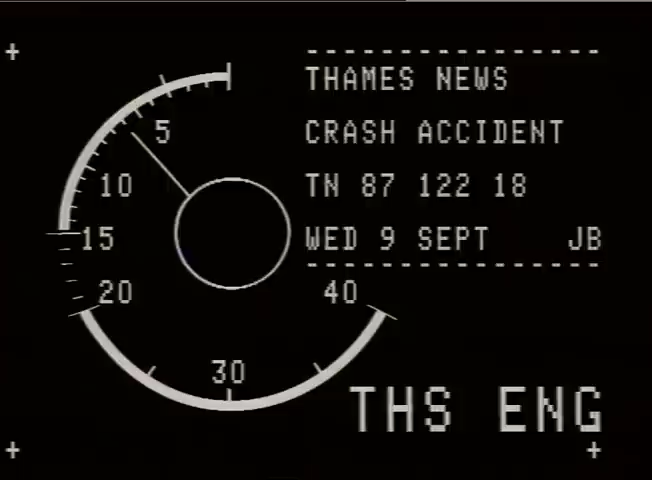 THAMES NEWS
CRASH ACCIDENT
TN 87 122 18
WED 9 SEPT JB
5
10
15
20
30
40
THS ENG